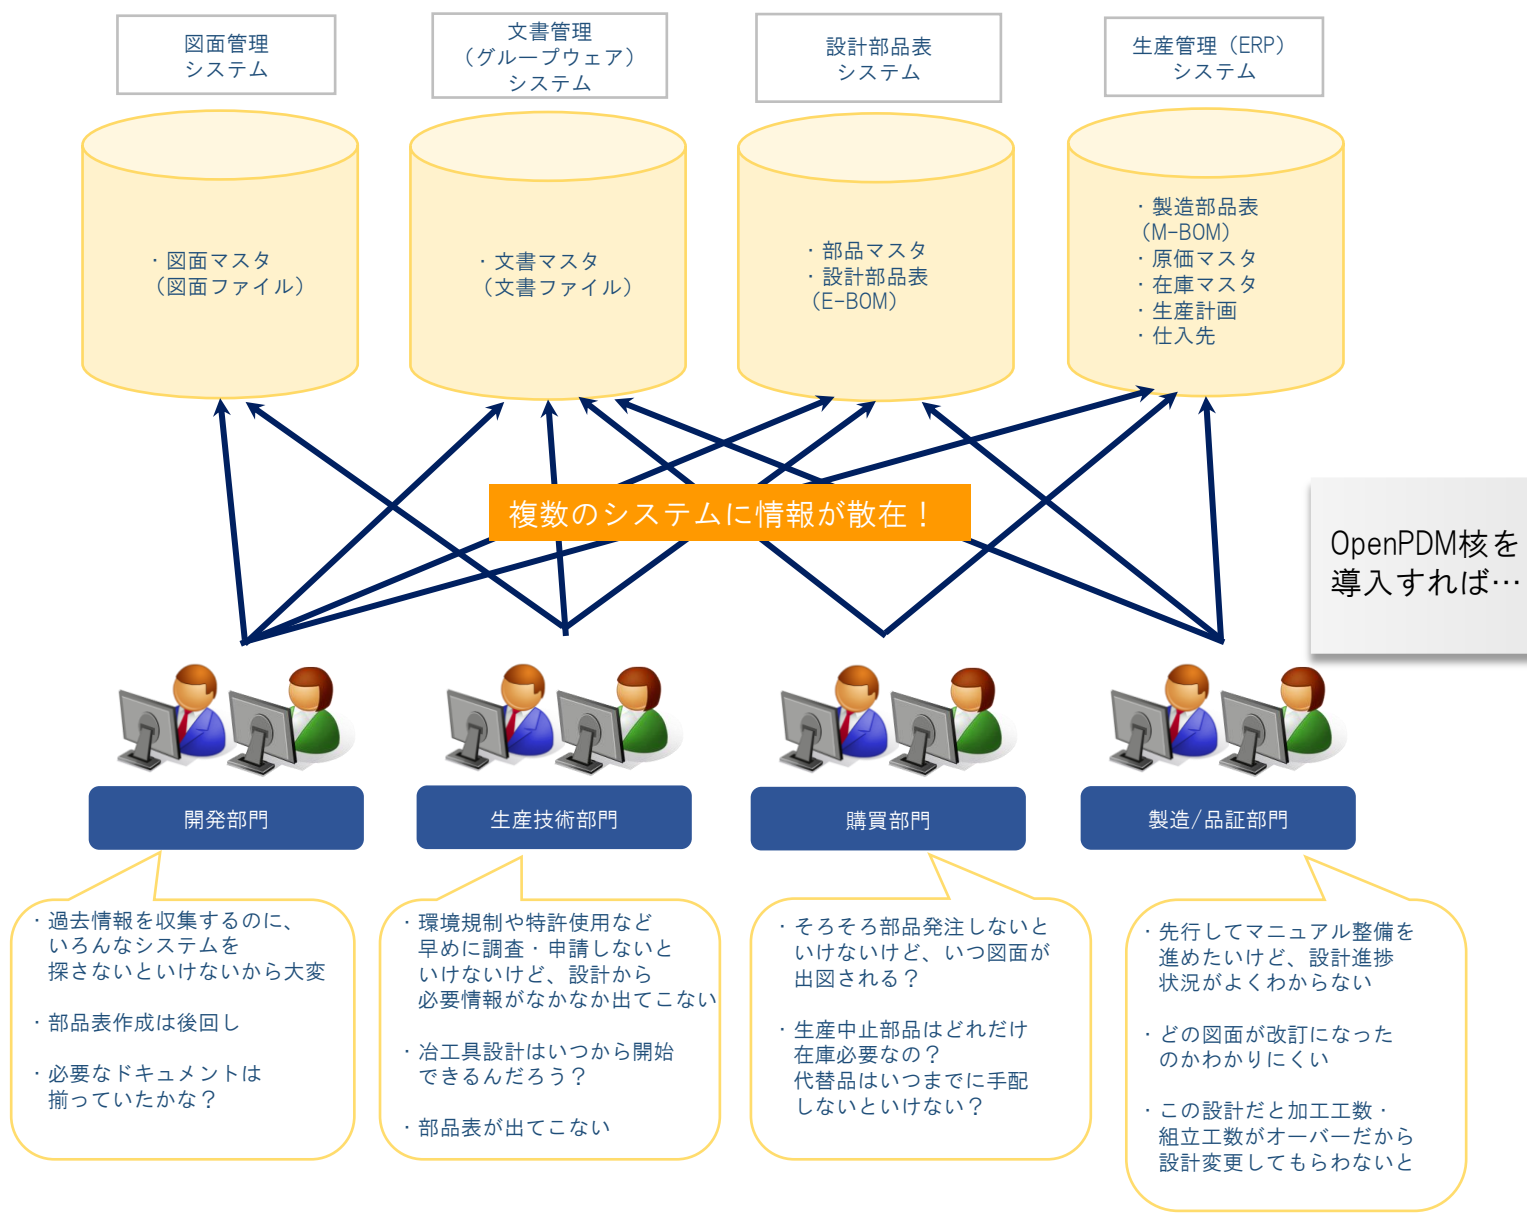 図面管理
システム
文書管理
（グループウェア）
システム
設計部品表
システム
生産管理（ERP）
システム
・図面マスタ
（図面ファイル）
・文書マスタ
（文書ファイル）
・部品マスタ
・設計部品表
（E-BOM）
・製造部品表
（M-BOM）
・原価マスタ
・在庫マスタ
・生産計画
・仕入先
複数のシステムに情報が散在！
OpenPDM核を
導入すれば…
開発部門
生産技術部門
購買部門
製造/品証部門
・過去情報を収集するのに、
いろんなシステムを
探さないといけないから大変
・部品表作成は後回し
・必要なドキュメントは
揃っていたかな？
・環境規制や特許使用など
早めに調査・申請しないと
いけないけど、設計から
必要情報がなかなか出てこない
・冶工具設計はいつから開始
できるんだろう？
・部品表が出てこない
・そろそろ部品発注しないと
いけないけど、いつ図面が
出図される？
・生産中止部品はどれだけ
在庫必要なの？
代替品はいつまでに手配
しないといけない？
・先行してマニュアル整備を
進めたいけど、設計進捗
状況がよくわからない
・どの図面が改訂になった
のかわかりにくい
・この設計だと加工工数・
組立工数がオーバーだから
設計変更してもらわないと